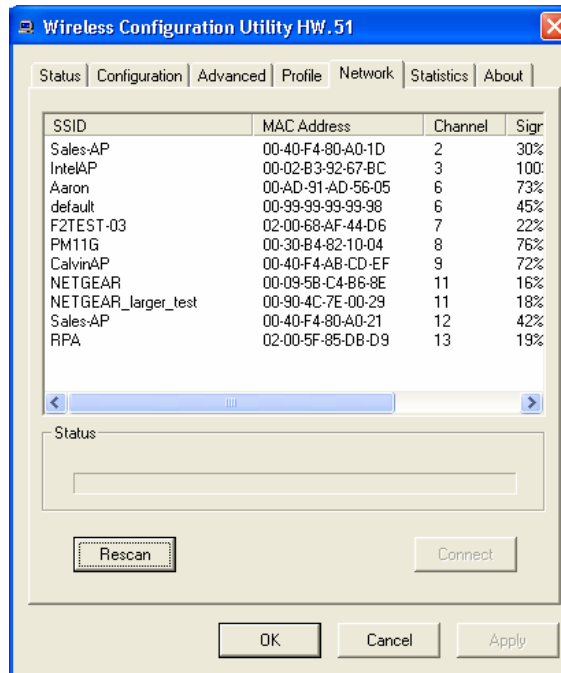 Wireless Configuration Utility HW.51
Status Configuration Advanced Profile Network Statistics About
SSID MAC Address Channel Sigr
Sales-AP 00-40-F4-80-A0-1D 2 30%
IntelAP 00-02-B3-92-67-BC 3 100%
Aaron 00-AD-91-AD-56-05 6 73%
default 00-99-99-99-99-98 6 45%
F2TEST-03 02-00-68-AF-44-D6 7 22%
PM11G 00-30-B4-82-10-04 8 76%
CalvinAP 00-40-F4-AB-CD-EF 9 72%
NETGEAR 00-09-5B-C4-B6-8E 11 16%
NETGEAR_larger_test 00-90-4C-7E-00-29 11 18%
Sales-AP 00-40-F4-80-A0-21 12 42%
RPA 02-00-5F-85-DB-D9 13 19%
Status
Rescan Connect
OK Cancel Apply